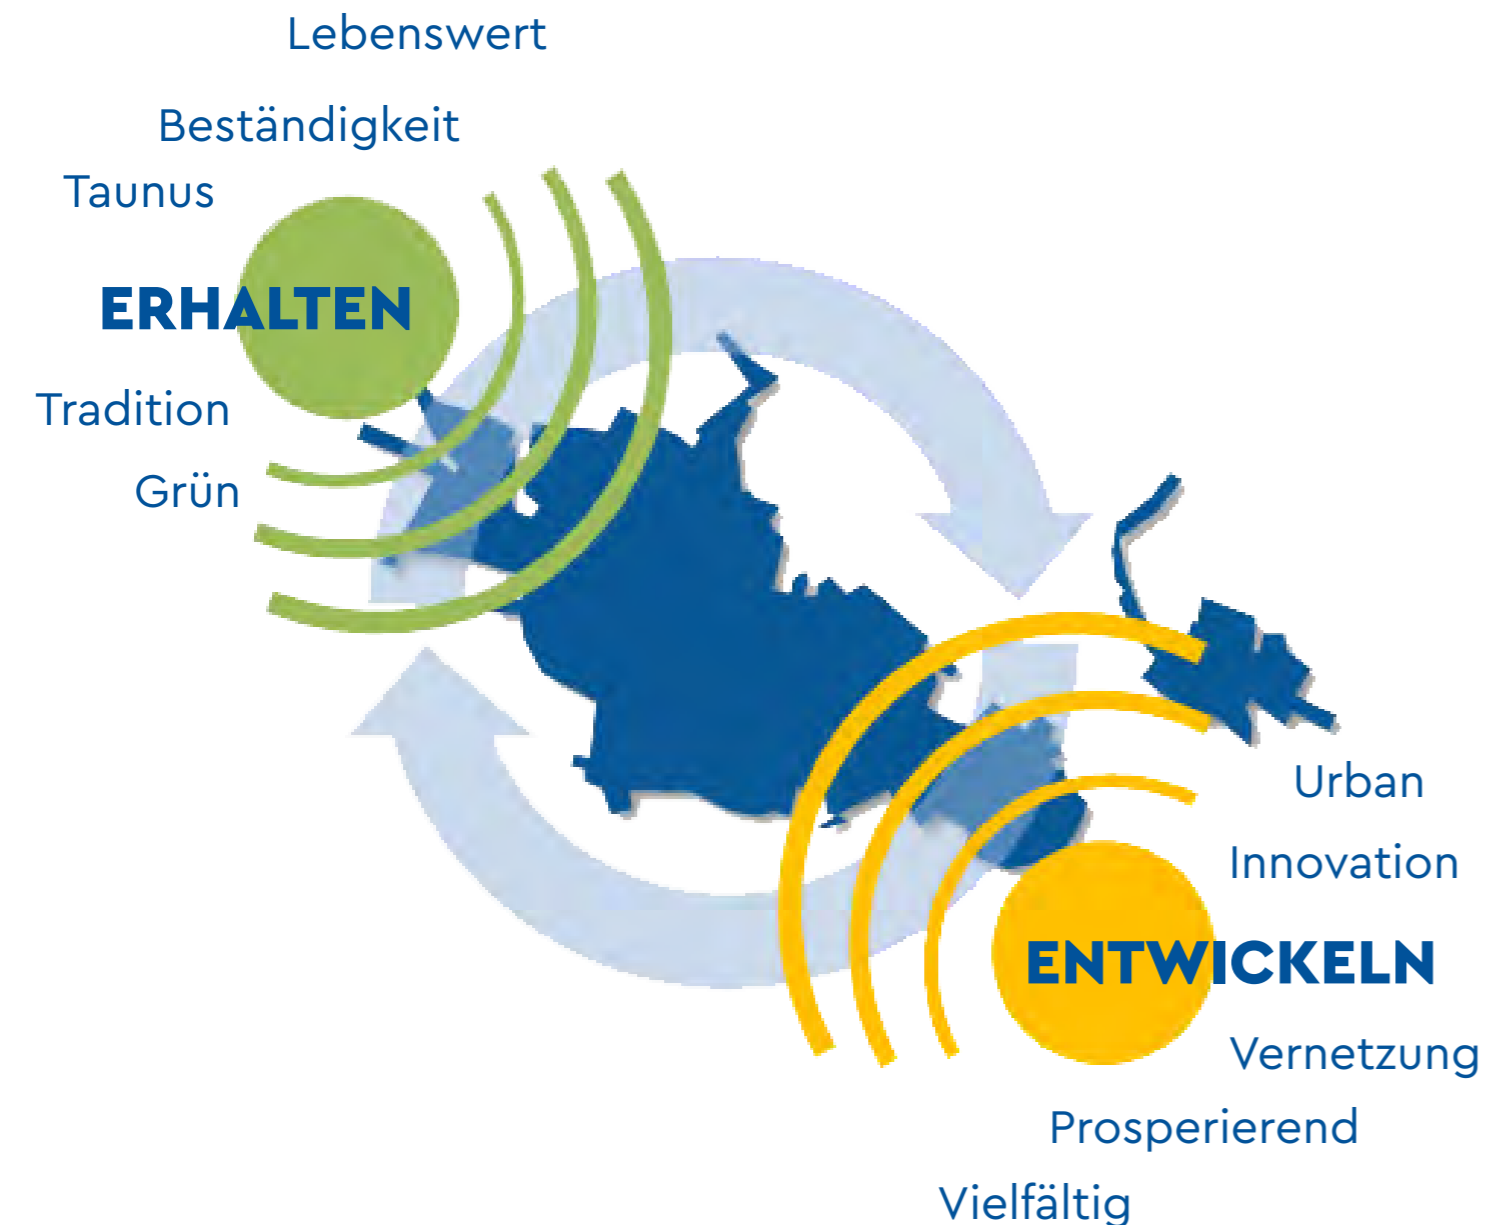 Lebenswert
Beständigkeit
Taunus
ERHALTEN
Tradition
Grün
Urban
Innovation
ENTWICKELN
Vernetzung
Prosperierend
Vielfältig